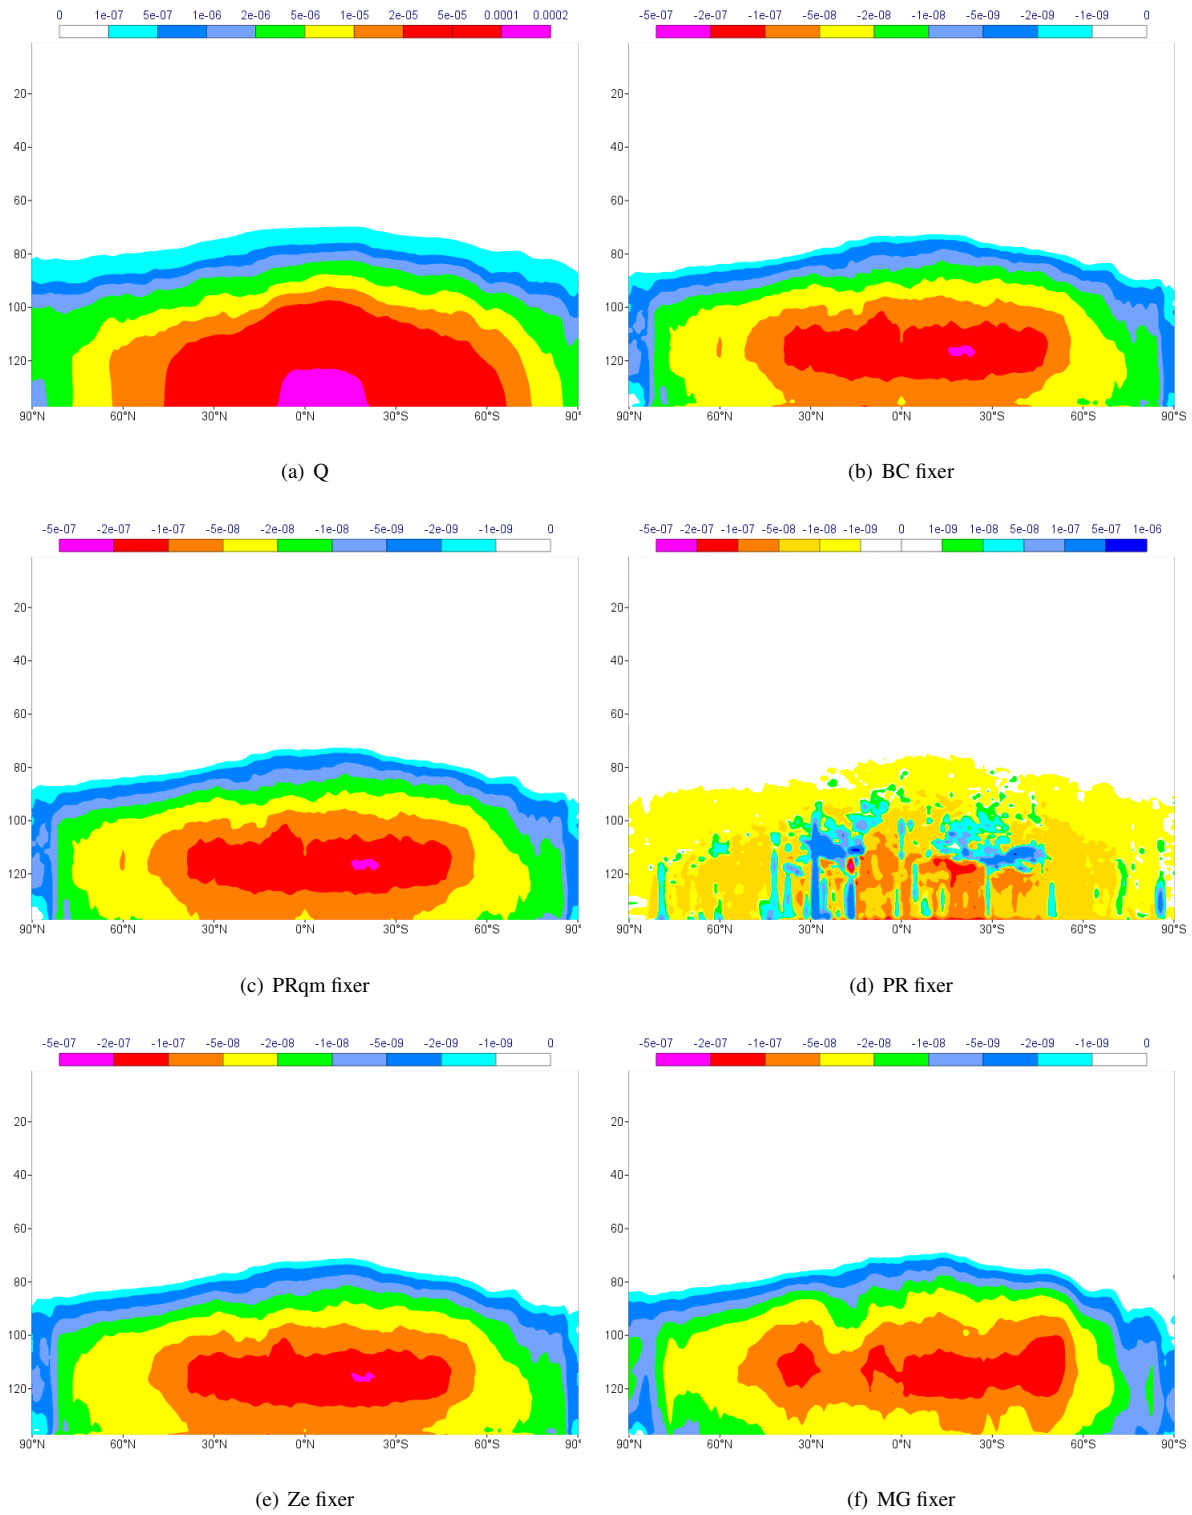 0 1e-07 5e-07 1e-06 2e-06 5e-06 1e-05 2e-05 5e-05 0.0001 0.0002
20
40
60
80
100
120
90°N 60°N 30°N 0°N 30°S 60°S 90°
(a) Q
-5e-07 -2e-07 -1e-07 -5e-08 -2e-08 -1e-08 -5e-09 -2e-09 -1e-09 0
20
40
60
80
100
120
90°N 60°N 30°N 0°N 30°S 60°S 90°S
(b) BC fixer
-5e-07 -2e-07 -1e-07 -5e-08 -2e-08 -1e-08 -5e-09 -2e-09 -1e-09 0
20
40
60
80
100
120
90°N 60°N 30°N 0°N 30°S 60°S 90°
(c) PRqm fixer
-5e-07 -2e-07 -1e-07 -5e-08 -1e-08 -1e-09 0 1e-09 1e-08 5e-08 1e-07 5e-07 1e-06
20
40
60
80
100
120
90°N 60°N 30°N 0°N 30°S 60°S 90°S
(d) PR fixer
-5e-07 -2e-07 -1e-07 -5e-08 -2e-08 -1e-08 -5e-09 -2e-09 -1e-09 0
20
40
60
80
100
120
90°N 60°N 30°N 0°N 30°S 60°S 90°
(e) Ze fixer
-5e-07 -2e-07 -1e-07 -5e-08 -2e-08 -1e-08 -5e-09 -2e-09 -1e-09 0
20
40
60
80
100
120
90°N 60°N 30°N 0°N 30°S 60°S 90°S
(f) MG fixer